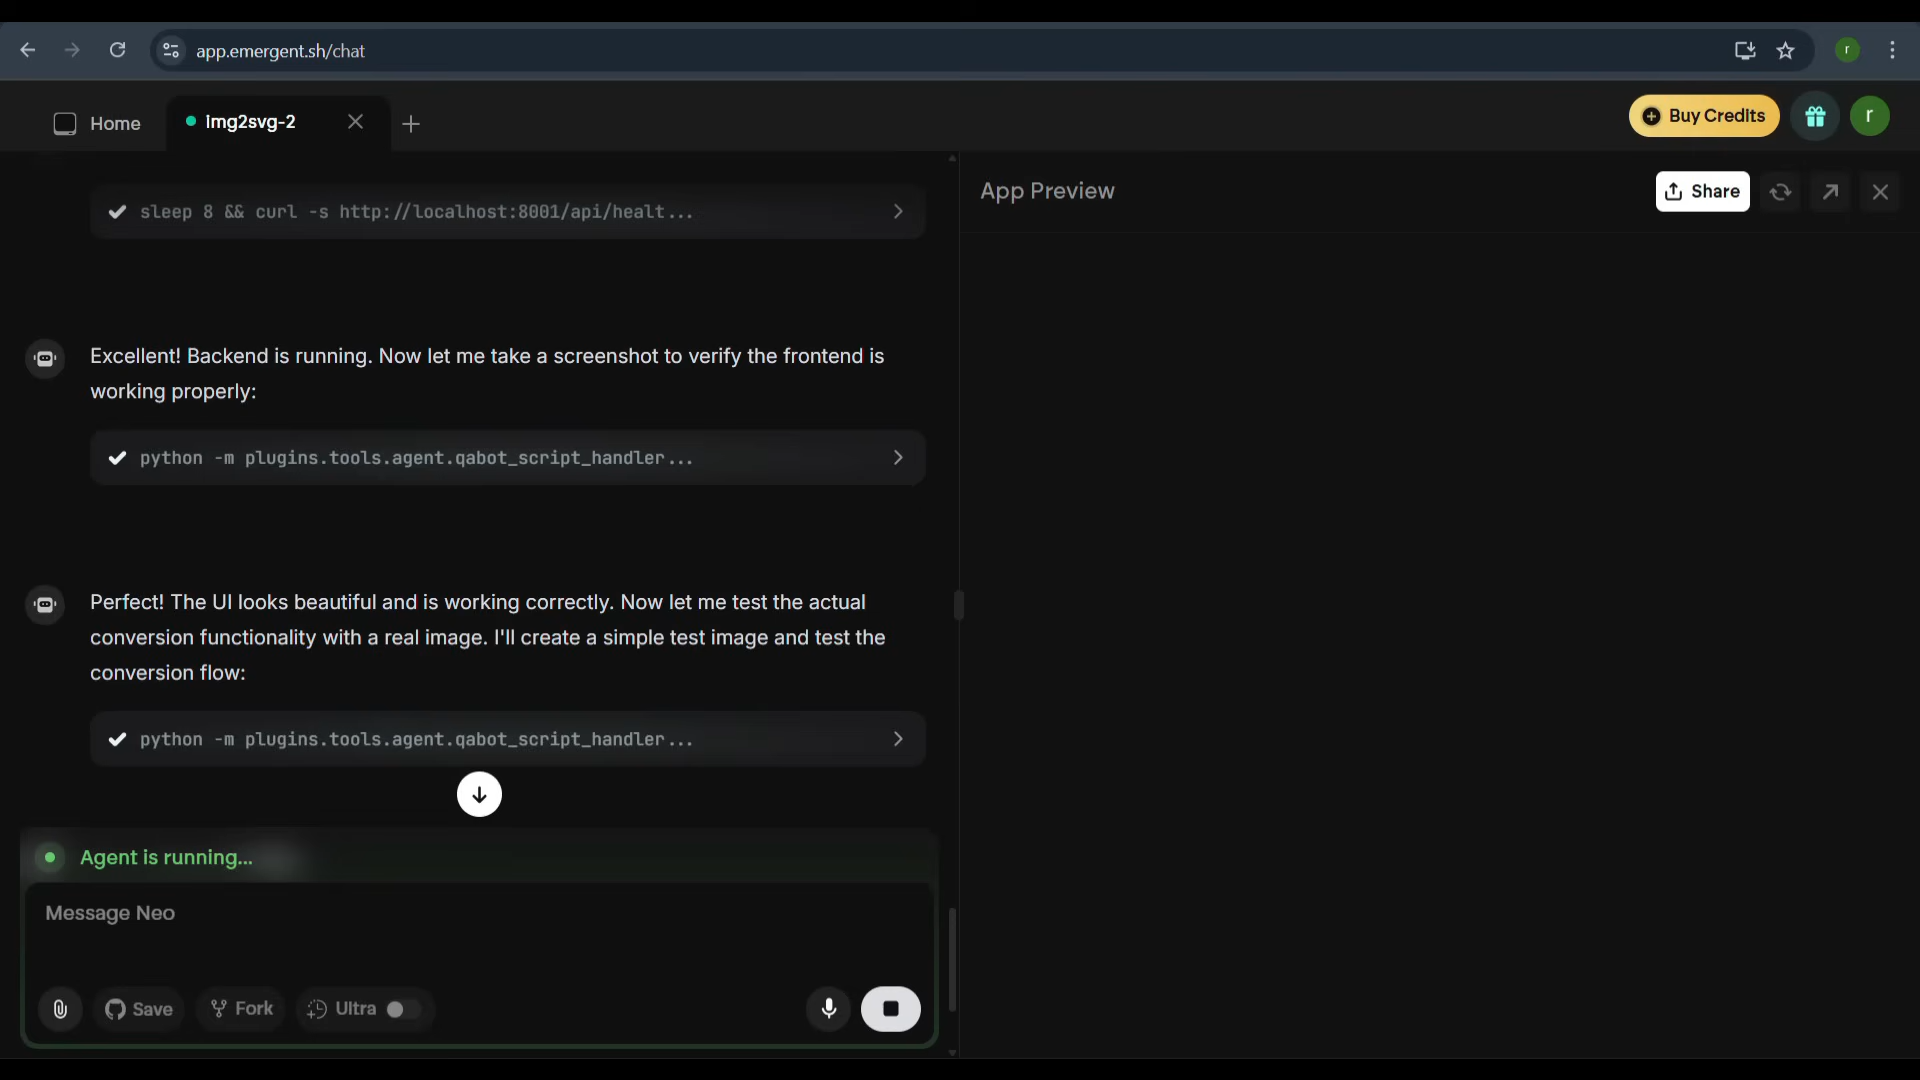 app.emergent.sh/chat
r
Home
img2svg-2
Buy Credits
r
sleep 8 && curl -s http://localhost:8001/api/healt...
App Preview
Share
Excellent! Backend is running. Now let me take a screenshot to verify the frontend is
working properly:
python -m plugins.tools.agent.qabot_script_handler...
Perfect! The UI looks beautiful and is working correctly. Now let me test the actual
conversion functionality with a real image. I'll create a simple test image and test the
conversion flow:
python -m plugins.tools.agent.qabot_script_handler...
Agent is running...
Message Neo
Save
Fork
Ultra